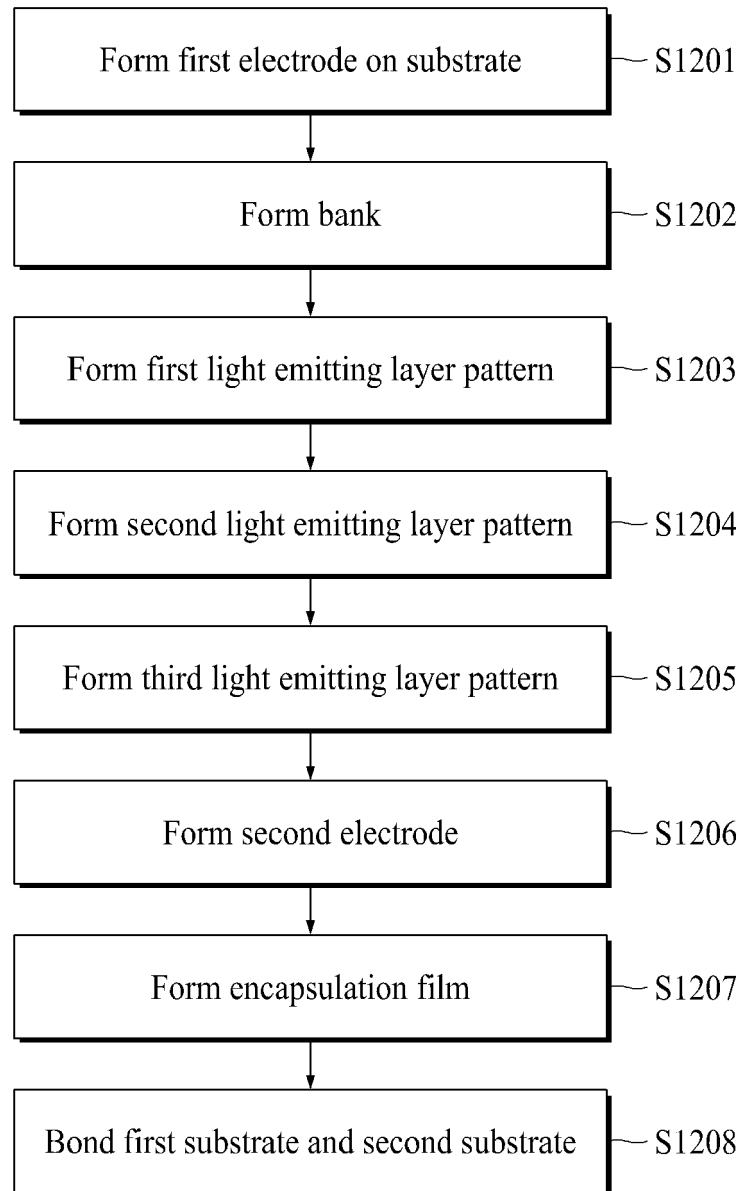 Form first electrode on substrate
S1201
Form bank
S1202
Form first light emitting layer pattern
S1203
Form second light emitting layer pattern
S1204
Form third light emitting layer pattern
S1205
Form second electrode
S1206
Form encapsulation film
S1207
Bond first substrate and second substrate
S1208